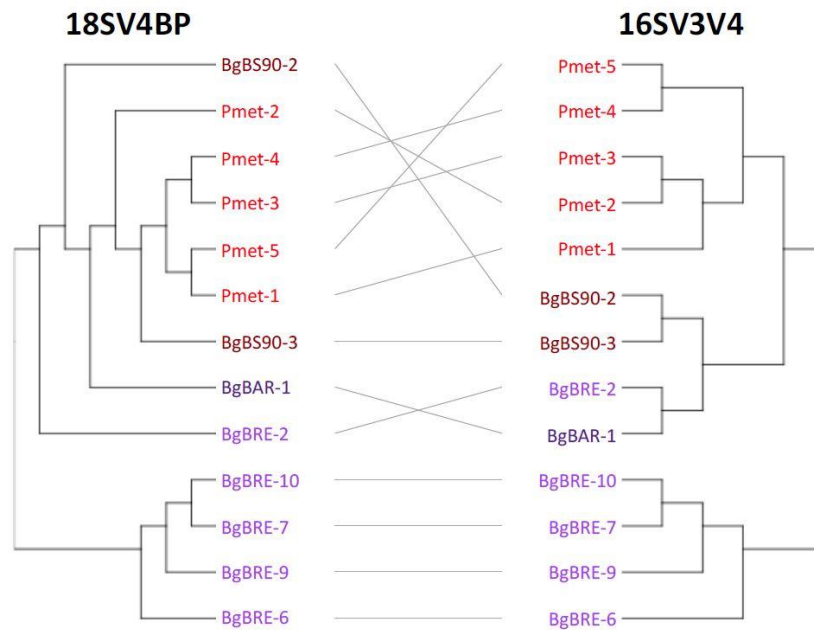 18SV4BP 16SV3V4
BgBS90-2 Pmet-5
Pmet-2 Pmet-4
Pmet-4 Pmet-3
Pmet-3 Pmet-2
Pmet-5 Pmet-1
Pmet-1 BgBS90-2
BgBS90-3 BgBS90-3
BgBAR-1 BgBRE-2
BgBRE-2 BgBAR-1
BgBRE-10 BgBRE-10
BgBRE-7 BgBRE-7
BgBRE-9 BgBRE-9
BgBRE-6 BgBRE-6